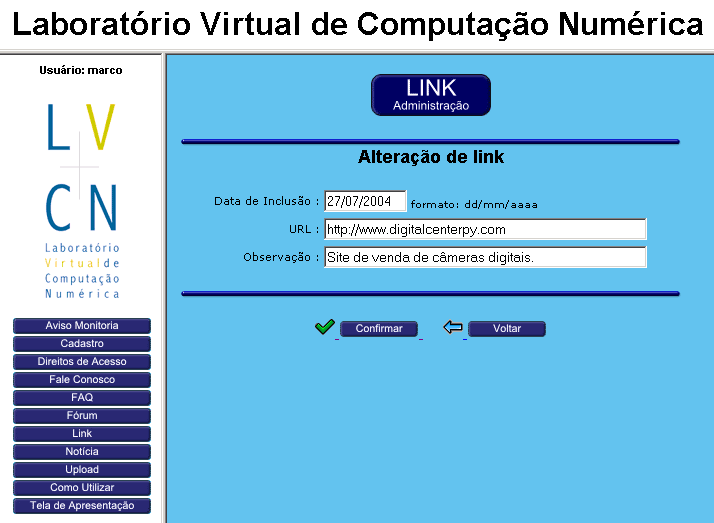 Laboratório Virtual de Computação Numérica
Usuário: marco
L V
C N
Laboratório
Virtual de
Computação
Numérica
Aviso Monitoria
Cadastro
Direitos de Acesso
Fale Conosco
FAQ
Fórum
Link
Notícia
Upload
Como Utilizar
Tela de Apresentação
LINK
Administração
Alteração de link
Data de Inclusão : 27/07/2004 formato: dd/mm/aaaa
URL : http://www.digitalcenterpy.com
Observação : Site de venda de câmeras digitais.
Confirmar Voltar